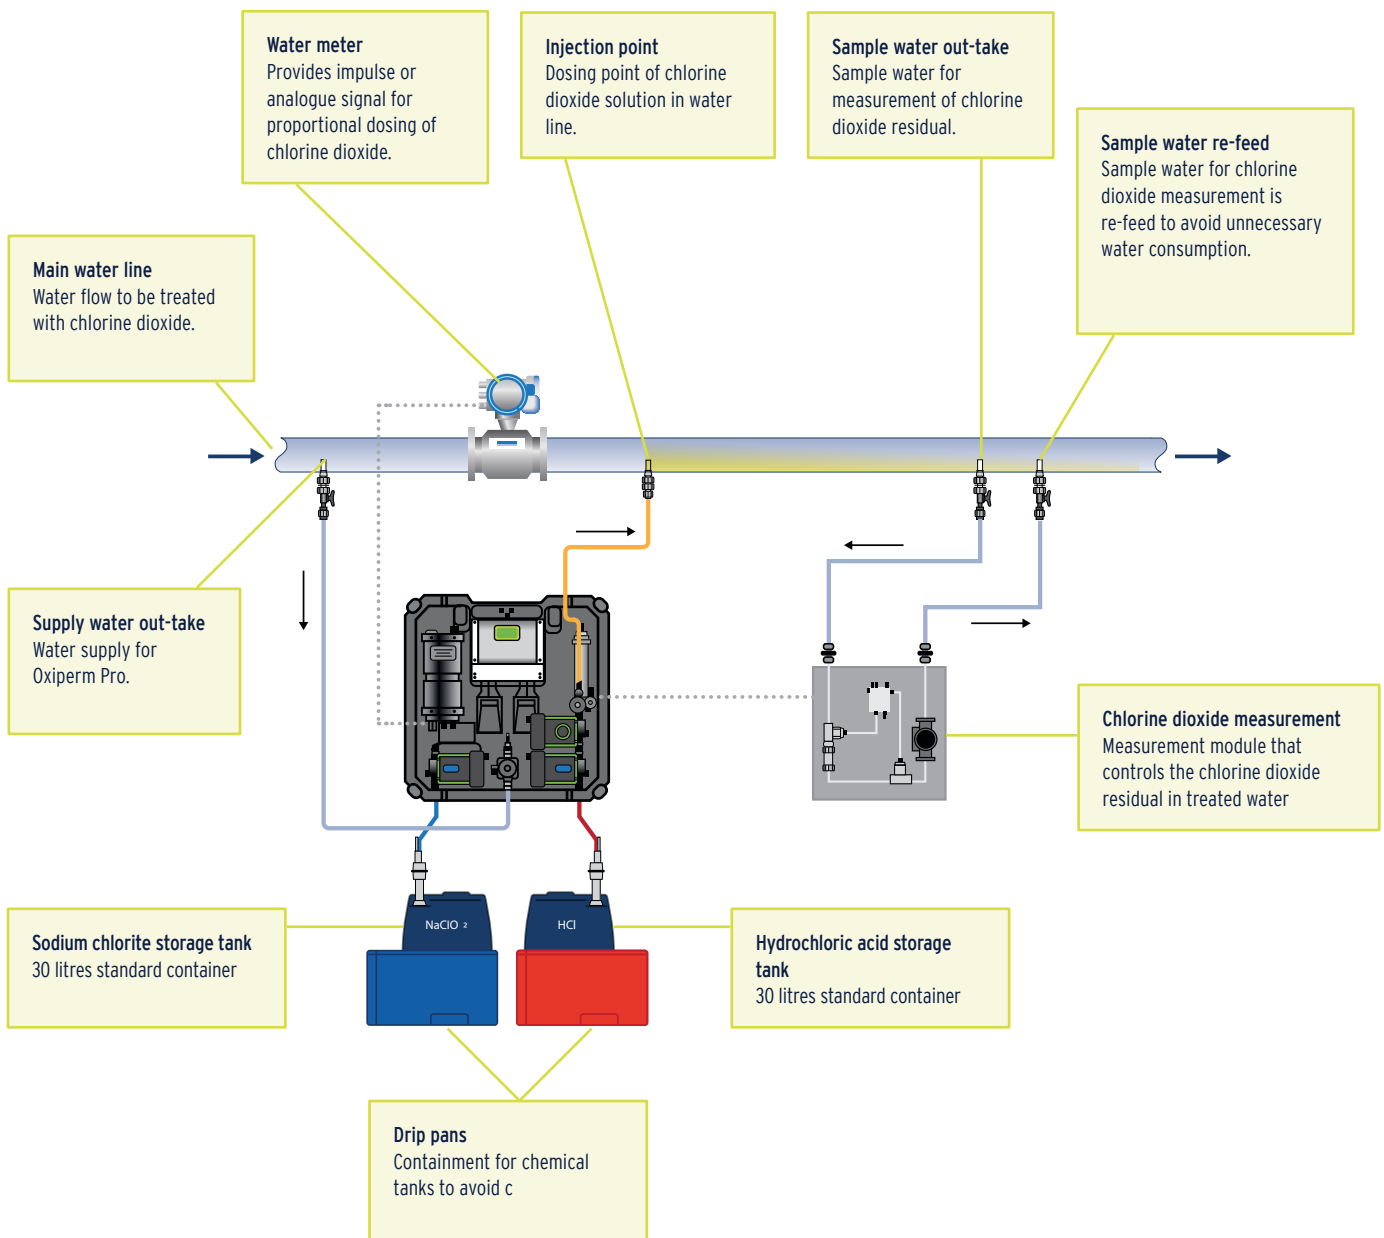 Water meter
Provides impulse or
analogue signal for
proportional dosing of
chlorine dioxide.
Injection point
Dosing point of chlorine
dioxide solution in water
line.
Sample water out-take
Sample water for
measurement of chlorine
dioxide residual.
Sample water re-feed
Sample water for chlorine
dioxide measurement is
re-feed to avoid unnecessary
water consumption.
Main water line
Water flow to be treated
with chlorine dioxide.
Supply water out-take
Water supply for
Oxiperm Pro.
Chlorine dioxide measurement
Measurement module that
controls the chlorine dioxide
residual in treated water
Sodium chlorite storage tank
30 litres standard container
NaClO 2
HCl
Hydrochloric acid storage
tank
30 litres standard container
Drip pans
Containment for chemical
tanks to avoid c